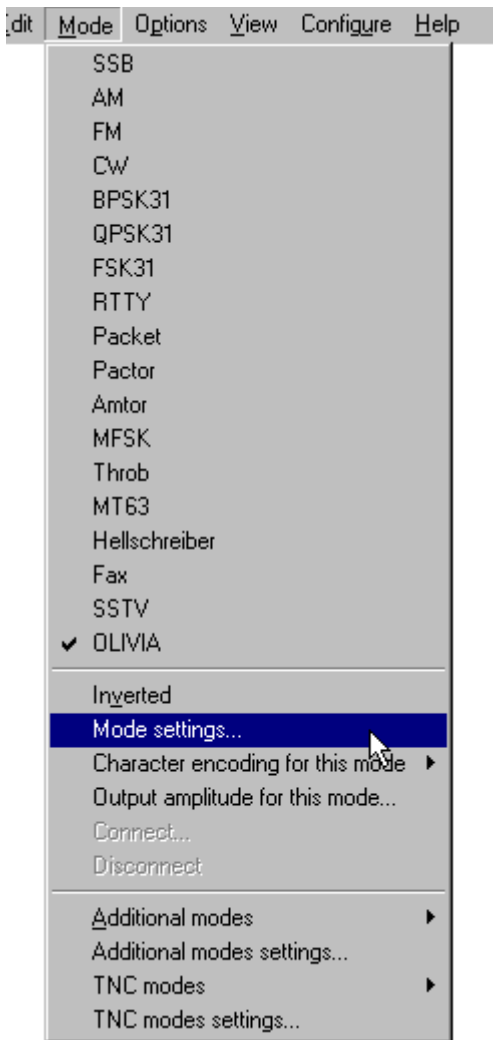 dit Mode Options View Configure Help
SSB
AM
FM
CW
BPSK31
QPSK31
FSK31
RTTY
Packet
Pactor
Amtor
MFSK
Throb
MT63
Hellschreiber
Fax
SSTV
OLIVIA
Inverted
Mode settings...
Character encoding for this mode
Output amplitude for this mode...
Connect...
Disconnect
Additional modes
Additional modes settings...
TNC modes
TNC modes settings...